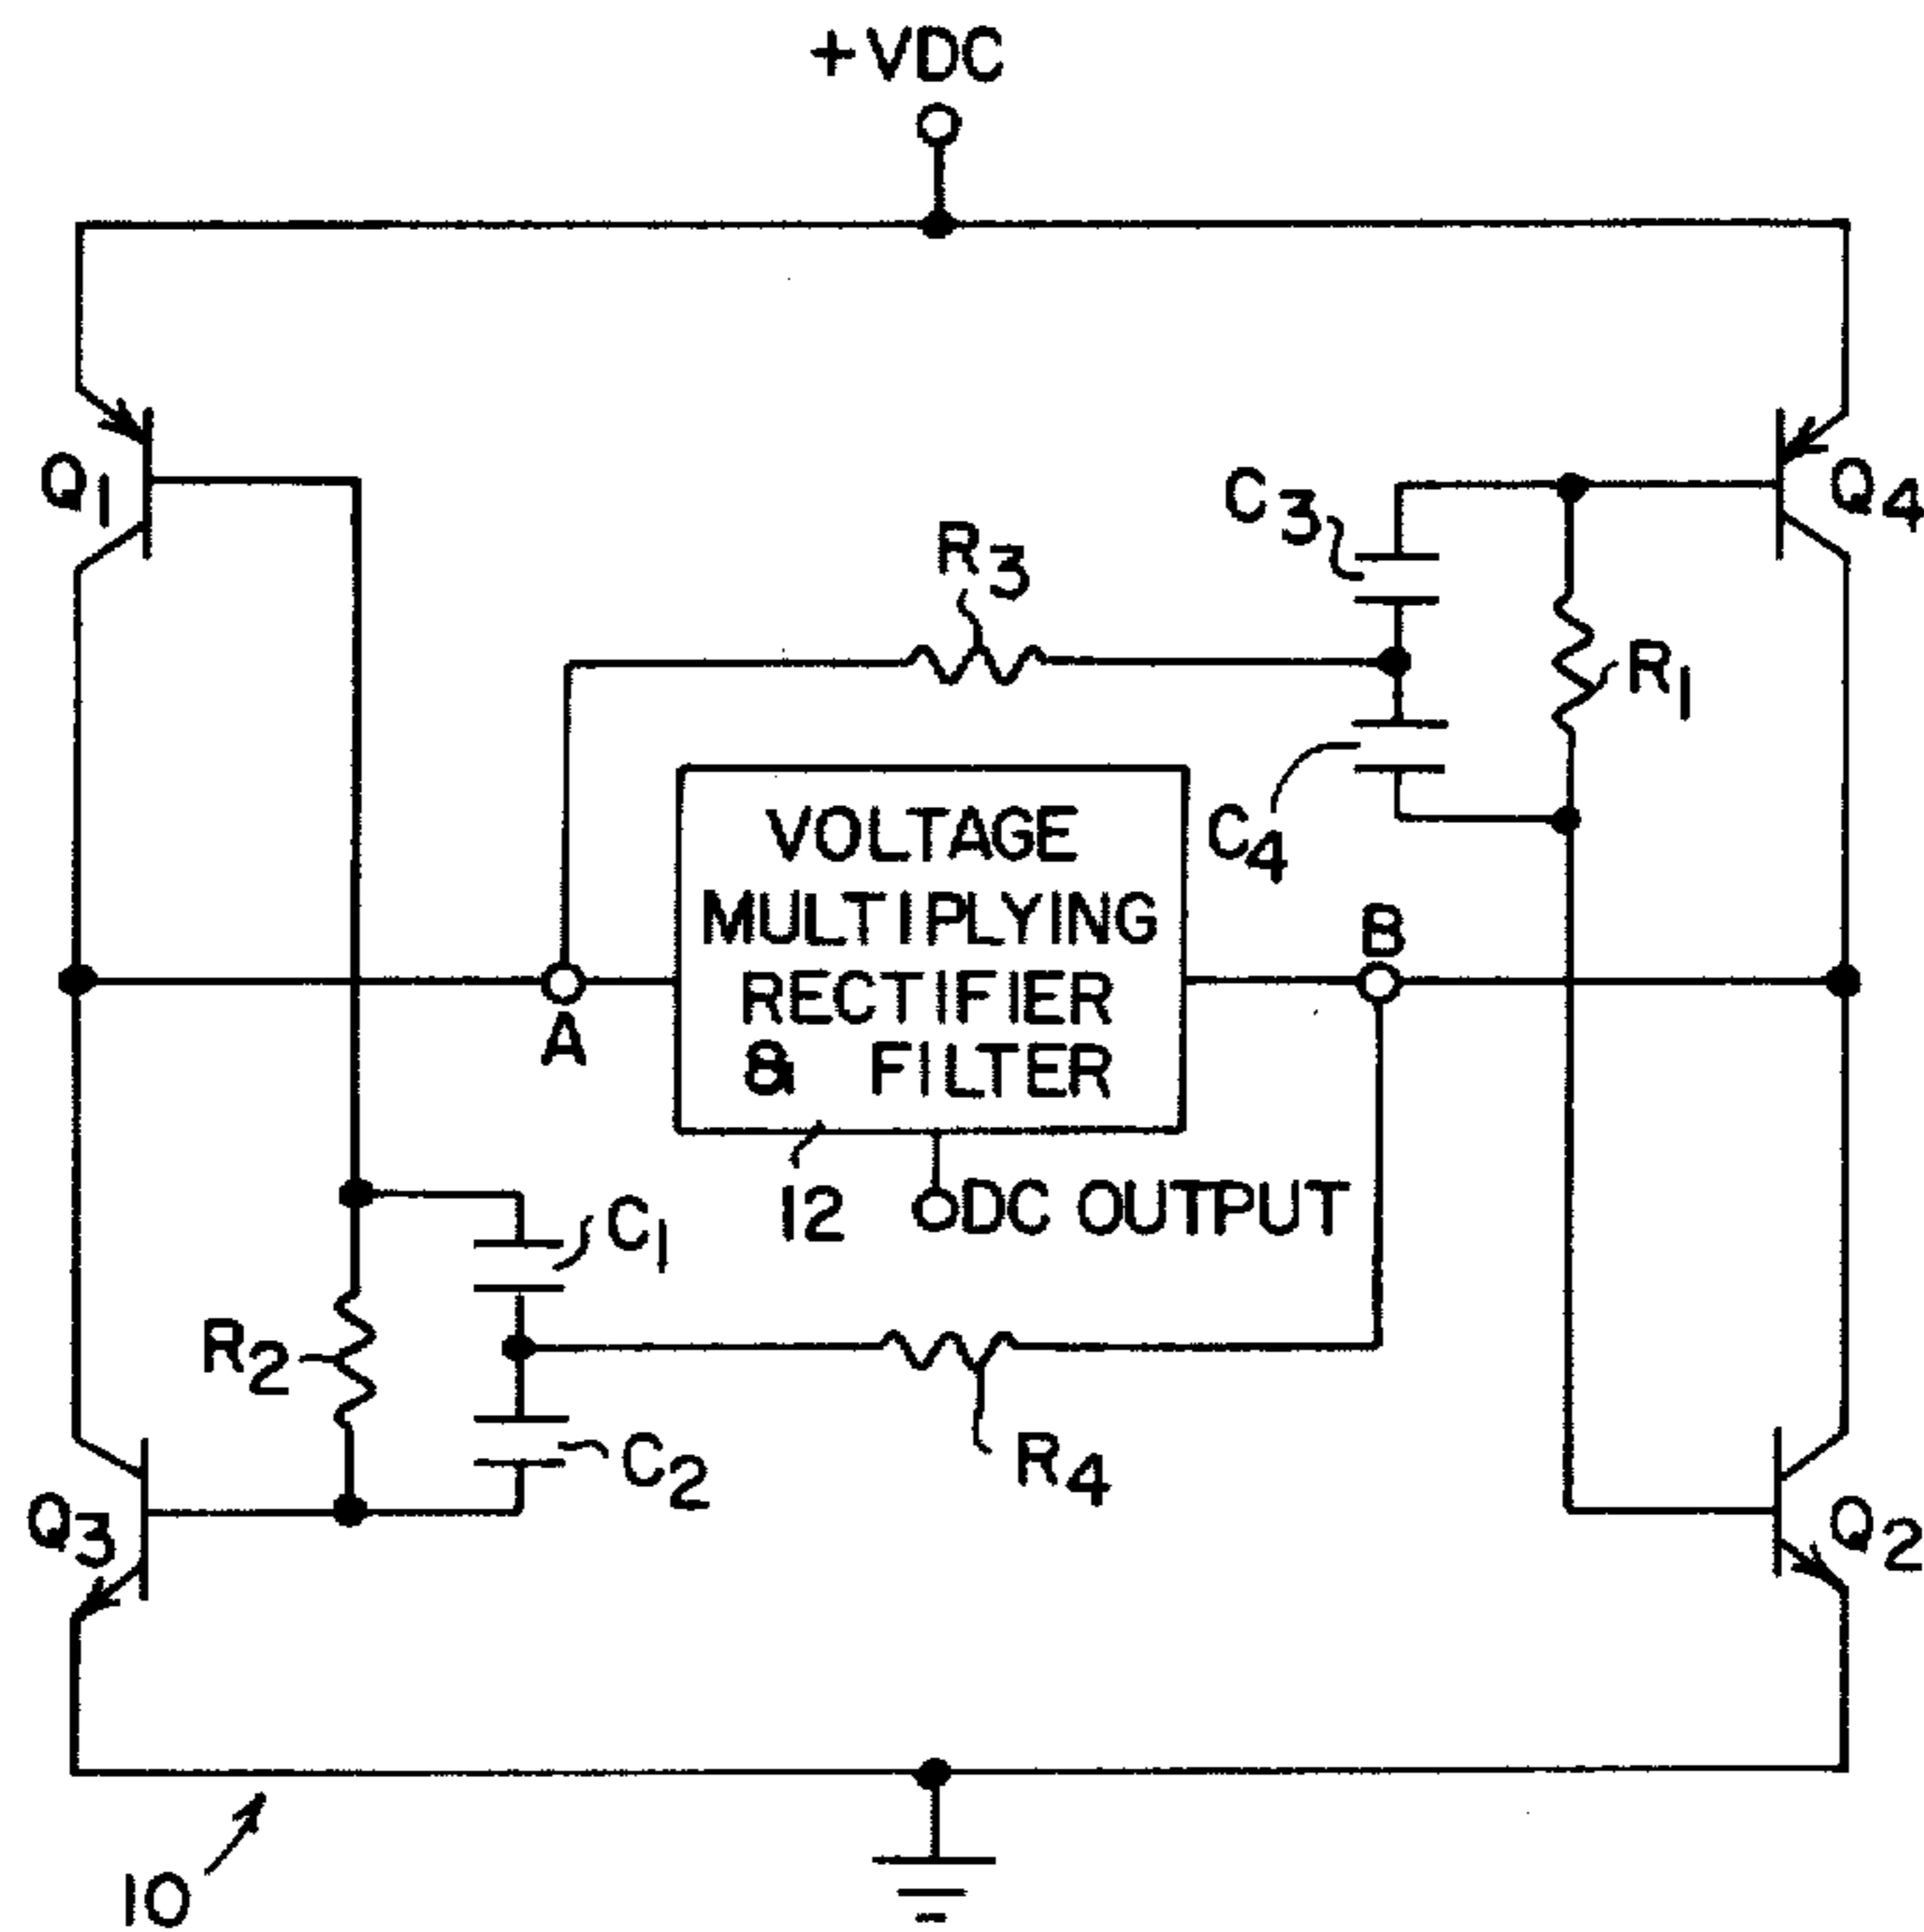 +VDC
Q1
Q4
C3
R3
R1
C4
VOLTAGE
MULTIPLYING
RECTIFIER
& FILTER
B
A
12
DC OUTPUT
C1
R2
C2
R4
Q3
Q2
10